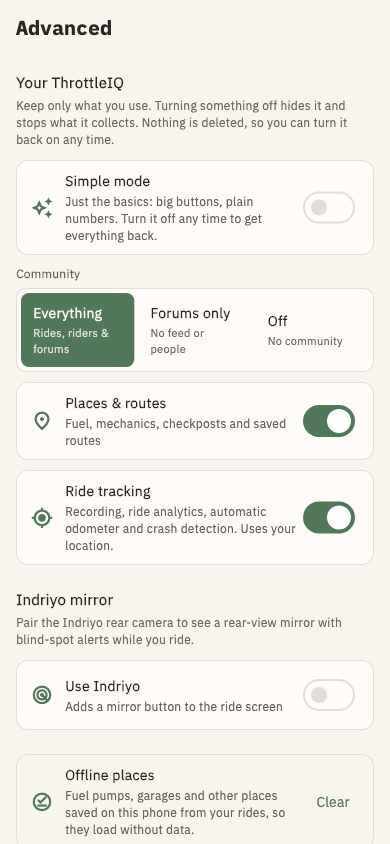 Advanced
Your ThrottleIQ
Keep only what you use. Turning something off hides it and
stops what it collects. Nothing is deleted, so you can turn it
back on any time.
Simple mode
Just the basics: big buttons, plain
numbers. Turn it off any time to get
everything back.
Community
Everything
Rides, riders &
forums
Forums only
No feed or
people
Off
No community
Places & routes
Fuel, mechanics, checkposts and saved
routes
Ride tracking
Recording, ride analytics, automatic
odometer and crash detection. Uses your
location.
Indriyo mirror
Pair the Indriyo rear camera to see a rear-view mirror with
blind-spot alerts while you ride.
Use Indriyo
Adds a mirror button to the ride screen
Offline places
Fuel pumps, garages and other places
saved on this phone from your rides, so
they load without data.
Clear